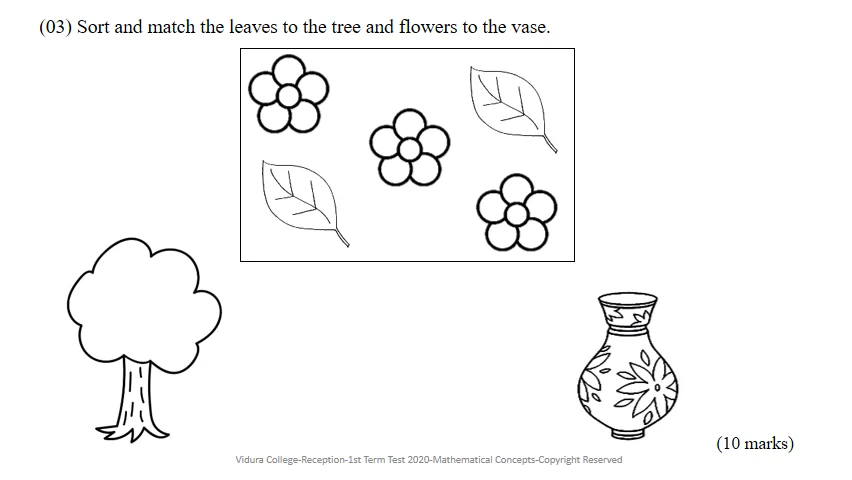 (03) Sort and match the leaves to the tree and flowers to the vase.
(10 marks)
Vidura College-Reception-1st Term Test 2020-Mathematical Concepts-Copyright Reserved